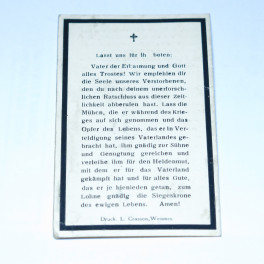 Lasst uns für Ih beten:
Vater der Erbarmung und Gott
alles Trostes! Wir empfehlen dir
die Seele unseres Verstorbenen,
den du nach deinem unerforsch-
lichen Ratschluss aus dieser Zeit-
lichkeit abberufen hast. Lass die
Mühen, die er während des Krie-
ges auf sich genommen und das
Opfer des Lebens, das er in Ver-
teidigung seines Vaterlandes ge-
bracht hat, ihm gnädig zur Sühne
und Genugtung gereichen und
verleihe ihm für den Heldenmut,
mit dem er für das Vaterland
gekämpft hat und für alles Gute,
das er je hienieden getan, zum
Lohne gnädig die Siegeskrone
des ewigen Lebens. Amen!
Druck L.